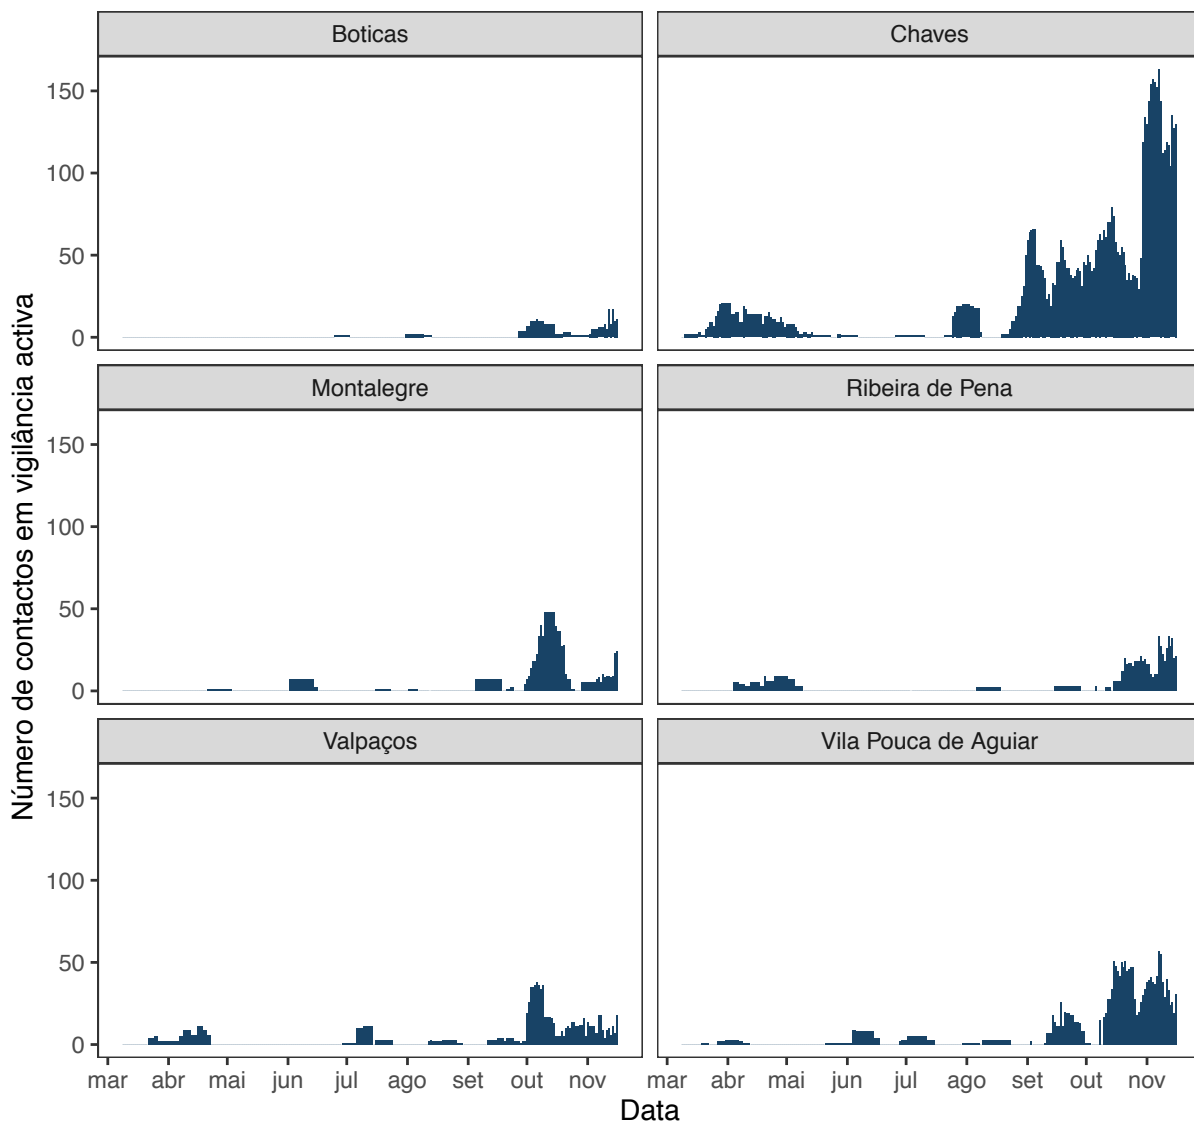 Boticas
Chaves
150
100
50
0
Montalegre
Ribeira de Pena
150
100
50
0
Valpaços
Vila Pouca de Aguiar
150
100
50
0
mar abr mai jun jul ago set out nov
mar abr mai jun jul ago set out nov
Data
Número de contactos em vigilância activa